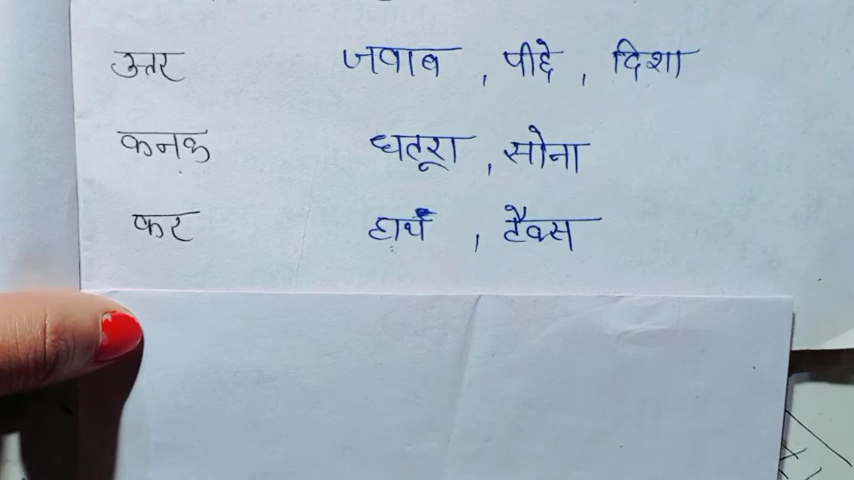 उत्तर जवाब , पीछे , दिशा
कनक धतूरा , सोना
कर हाथ , टैक्स